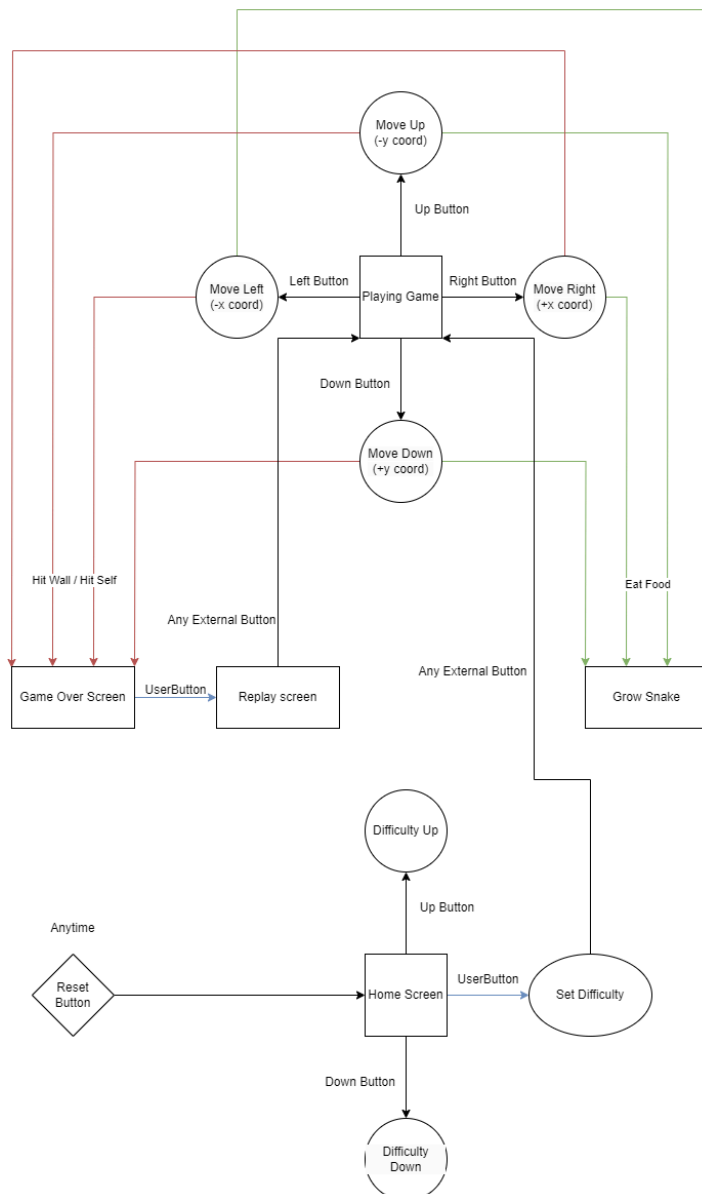 Move Up
(-y coord)
Up Button
Move Left
(-x coord)
Left Button
Playing Game
Right Button
Move Right
(+x coord)
Down Button
Move Down
(+y coord)
Hit Wall / Hit Self
Eat Food
Any External Button
Any External Button
Game Over Screen
UserButton
Replay screen
Grow Snake
Difficulty Up
Up Button
Anytime
Reset
Button
Home Screen
UserButton
Set Difficulty
Down Button
Difficulty
Down